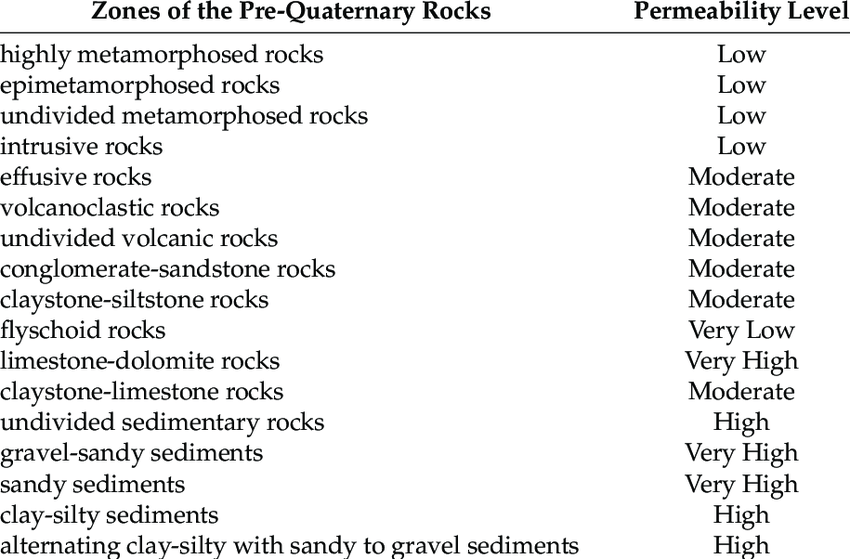 Zones of the Pre-Quaternary Rocks Permeability Level
highly metamorphosed rocks Low
epimetamorphosed rocks Low
undivided metamorphosed rocks Low
intrusive rocks Low
effusive rocks Moderate
volcanoclastic rocks Moderate
undivided volcanic rocks Moderate
conglomerate-sandstone rocks Moderate
claystone-siltstone rocks Moderate
flyschoid rocks Very Low
limestone-dolomite rocks Very High
claystone-limestone rocks Moderate
undivided sedimentary rocks High
gravel-sandy sediments Very High
sandy sediments Very High
clay-silty sediments High
alternating clay-silty with sandy to gravel sediments High